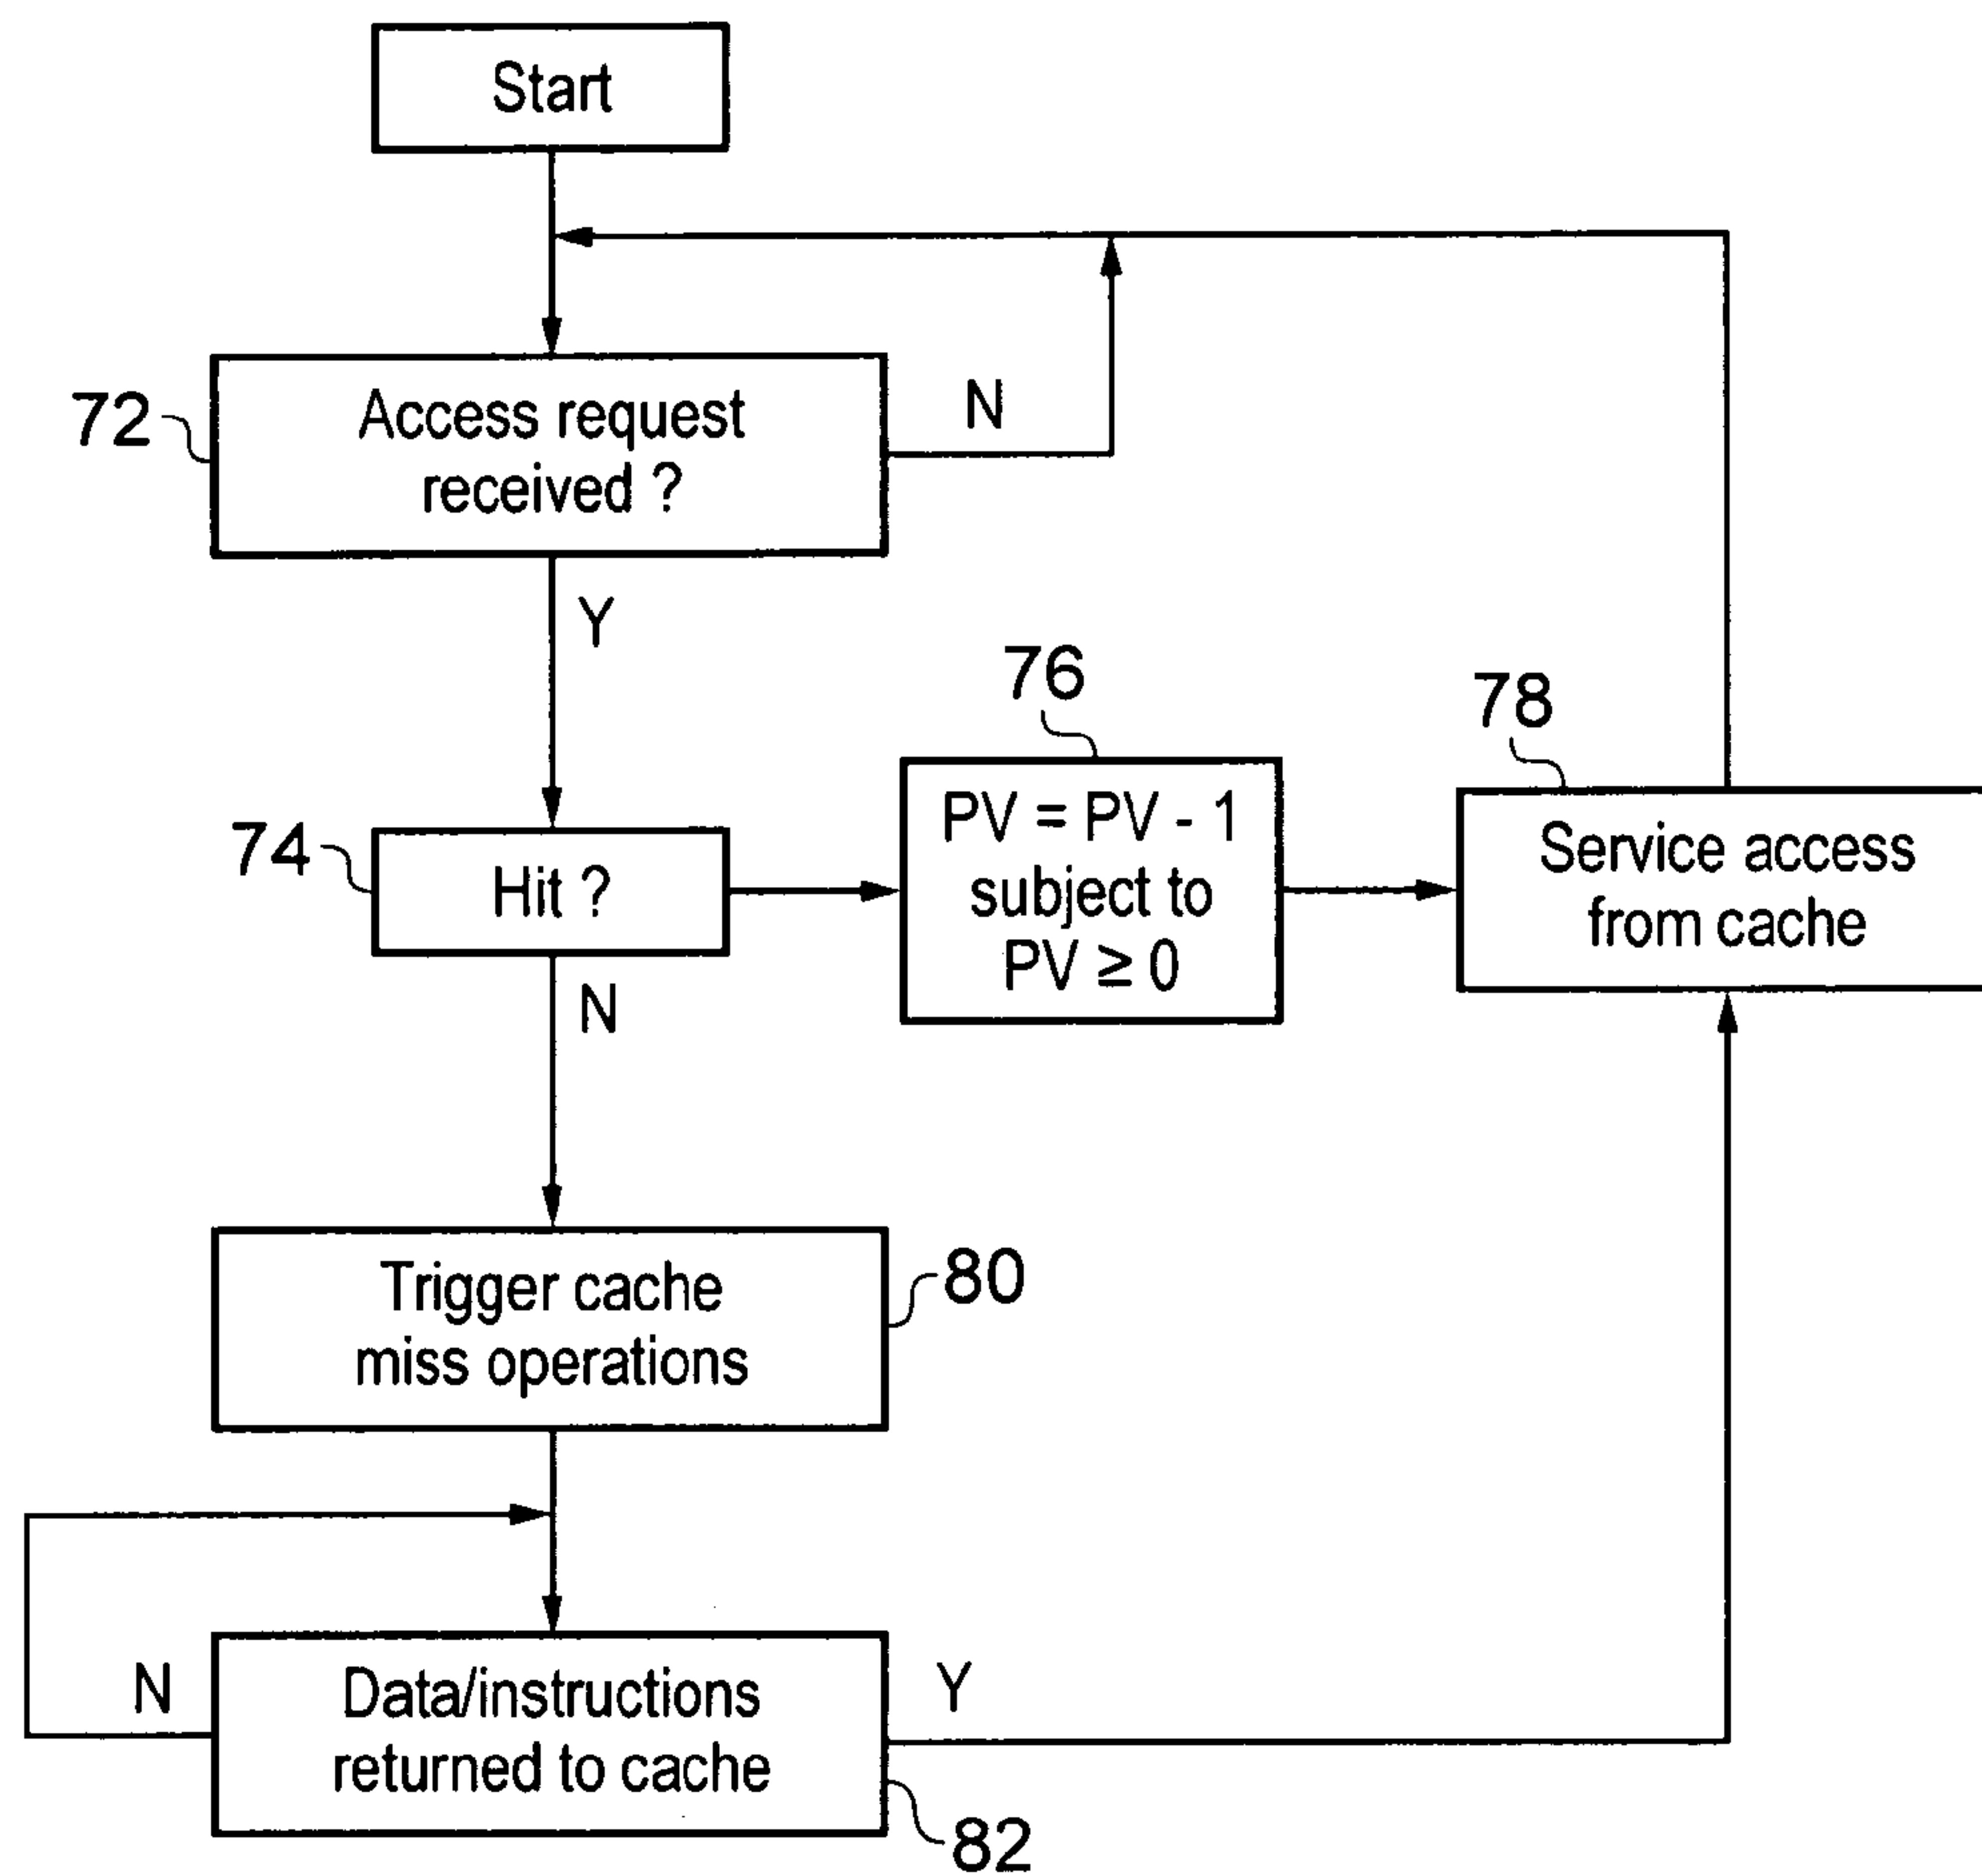 Start
72
Access request
received ?
N
Y
74
Hit ?
76
PV = PV - 1
subject to
PV ≥ 0
78
Service access
from cache
N
Trigger cache
miss operations
80
N
Data/instructions
returned to cache
Y
82